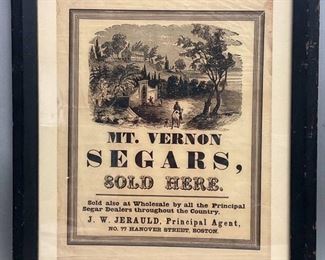 MT. VERNON
SEGARS,
SOLD HERE.
Sold also at Wholesale by all the Principal
Segar Dealers throughout the Country.
J. W. JERAULD, Principal Agent,
NO. 77 HANOVER STREET, BOSTON.